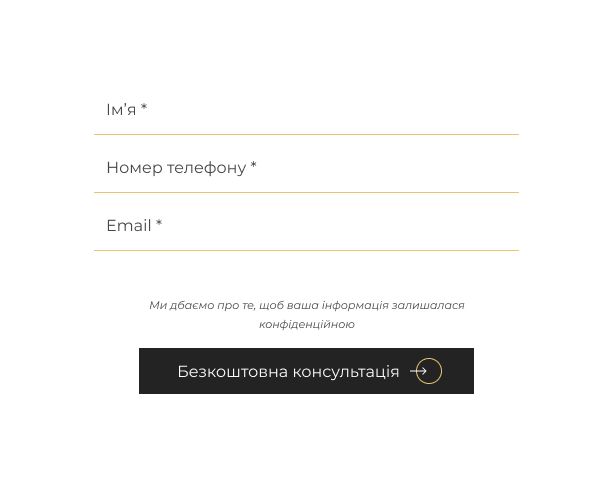 Ім’я *
Номер телефону *
Email *
Ми дбаємо про те, щоб ваша інформація залишалася
конфіденційною
Безкоштовна консультація